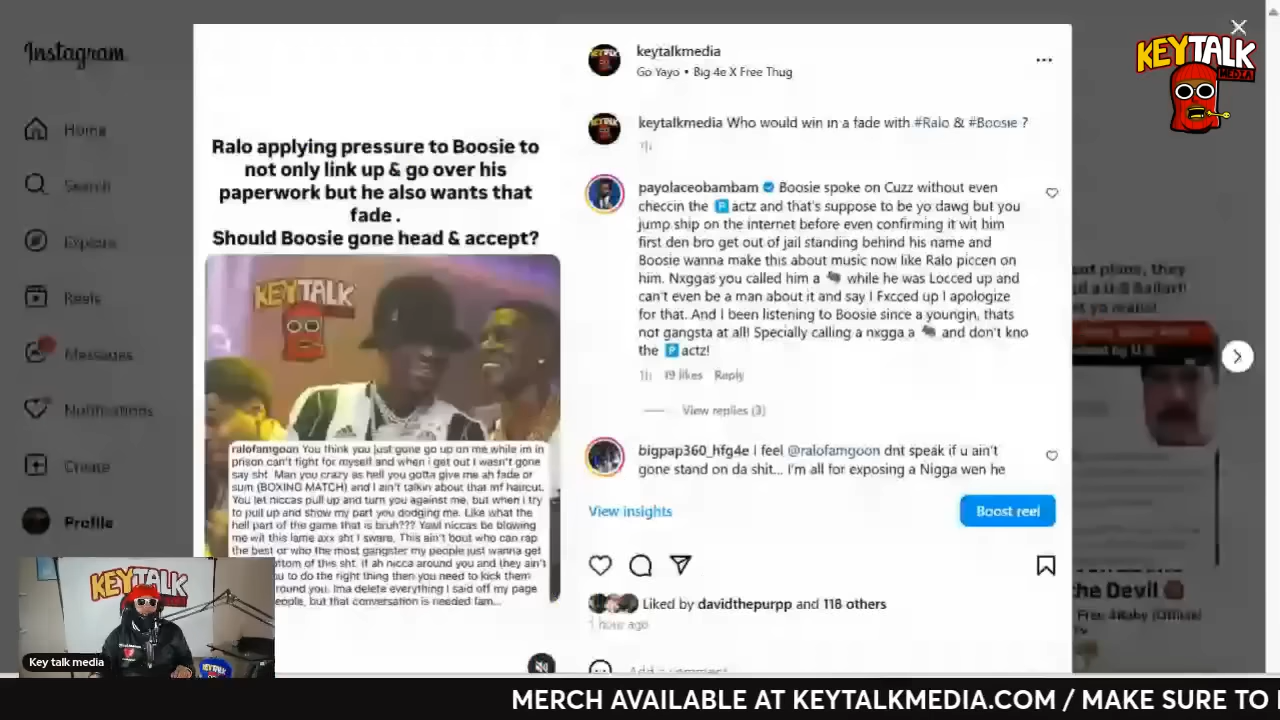 Instagram
Home
Search
Explore
Reels
Messages
Notifications
Create
Profile
Ralo applying pressure to Boosie to
not only link up & go over his
paperwork but he also wants that
fade .
Should Boosie gone head & accept?
KEYTALK
ralofamgoon You think you just gone go up on me while im in
prison can't fight for myself and when i get out I wasn't gone
say sht. Man you crazy as hell you gotta give me ah fade or
sum (BOXING MATCH) and I ain't talkin about that mf haircut.
You let niccas pull up and turn you against me, but when i try
to pull up and show my part you dodging me. Like what the
hell part of the game that is bruh??? Yawl niccas be blowing
me wit this lame axx sht I sware. This ain't bout who can rap
the best or who the most gangster my people just wanna get
ttom of this sht. if ah nicca around you and they ain't
u to do the right thing then you need to kick them
round you. Ima delete everything I said off my page
eople, but that conversation is needed fam...
keytalkmedia
Go Yayo • Big 4e X Free Thug
keytalkmedia Who would win in a fade with #Ralo & #Boosie ?
1h
payolaceobambam Boosie spoke on Cuzz without even
checcin the 🅿️actz and that's suppose to be yo dawg but you
jump ship on the internet before even confirming it wit him
first den bro get out of jail standing behind his name and
Boosie wanna make this about music now like Ralo piccen on
him. Nxggas you called him a 🐀 while he was Locced up and
can't even be a man about it and say I Fxcced up I apologize
for that. And I been listening to Boosie since a youngin, thats
not gangsta at all! Specially calling a nxgga a 🐀 and don't kno
the 🅿️actz!
1h 19 likes Reply
View replies (3)
bigpap360_hfg4e I feel @ralofamgoon dnt speak if u ain't
gone stand on da shit... I'm all for exposing a Nigga wen he
View insights
Boost reel
Liked by davidthepurpp and 118 others
1 hour ago
Add a comment...
KEYTALK
MEDIA
plans, they
the Devil
Free
KEYTALK
Key talk media
MERCH AVAILABLE AT KEYTALKMEDIA.COM / MAKE SURE TO